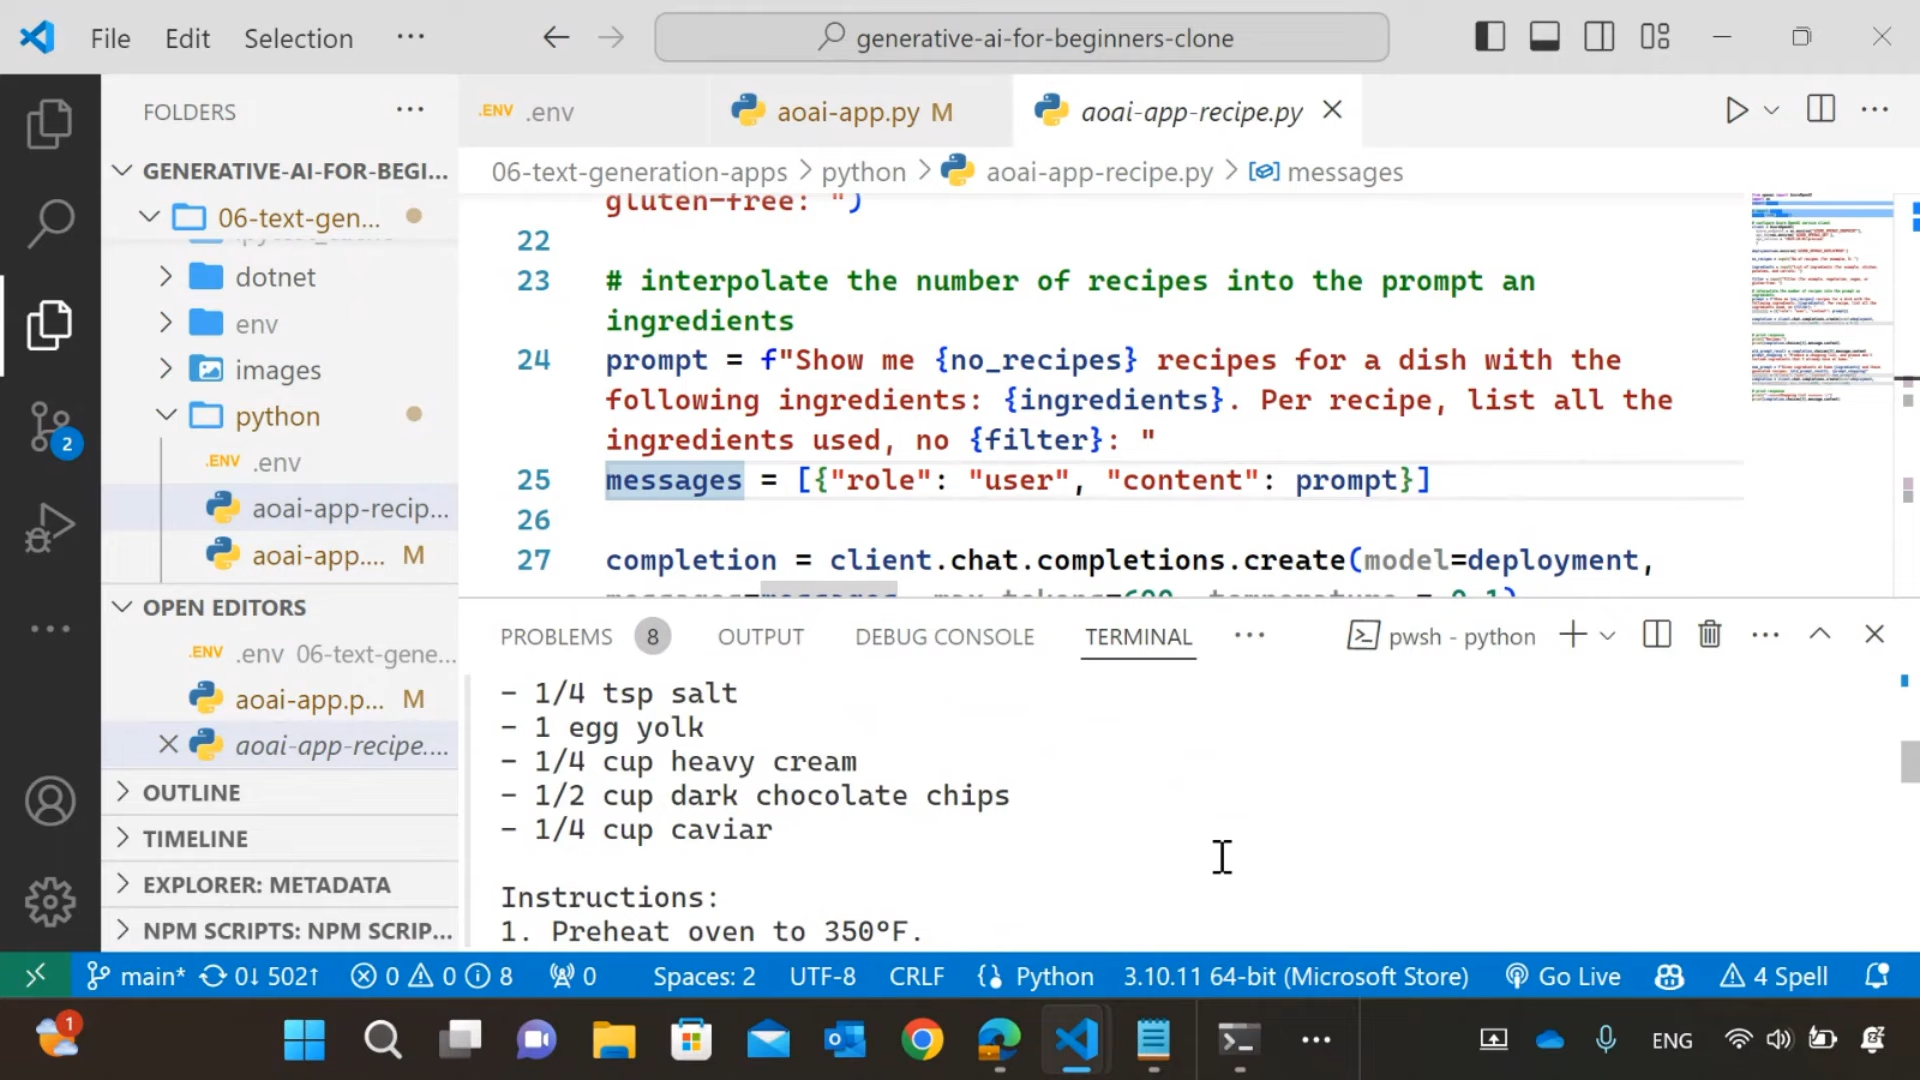 File Edit Selection ··· generative-ai-for-beginners-clone
FOLDERS ···
.ENV .env aoai-app.py M aoai-app-recipe.py
GENERATIVE-AI-FOR-BEGI...
06-text-generation-apps > python > aoai-app-recipe.py > messages
06-text-gen...
dotnet
env
images
python
.ENV .env
aoai-app-recip...
aoai-app.... M
OPEN EDITORS
.ENV .env 06-text-gene...
aoai-app.p... M
aoai-app-recipe....
OUTLINE
TIMELINE
EXPLORER: METADATA
NPM SCRIPTS: NPM SCRIP...
2
gluten-free: ")
22
23 # interpolate the number of recipes into the prompt an
ingredients
24 prompt = f"Show me {no_recipes} recipes for a dish with the
following ingredients: {ingredients}. Per recipe, list all the
ingredients used, no {filter}: "
25 messages = [{"role": "user", "content": prompt}]
26
27 completion = client.chat.completions.create(model=deployment,
PROBLEMS 8 OUTPUT DEBUG CONSOLE TERMINAL ··· pwsh - python
- 1/4 tsp salt
- 1 egg yolk
- 1/4 cup heavy cream
- 1/2 cup dark chocolate chips
- 1/4 cup caviar
Instructions:
1. Preheat oven to 350°F.
main* 0↓ 502↑ 0 0 8 0 Spaces: 2 UTF-8 CRLF {} Python 3.10.11 64-bit (Microsoft Store) Go Live 4 Spell
1 ENG